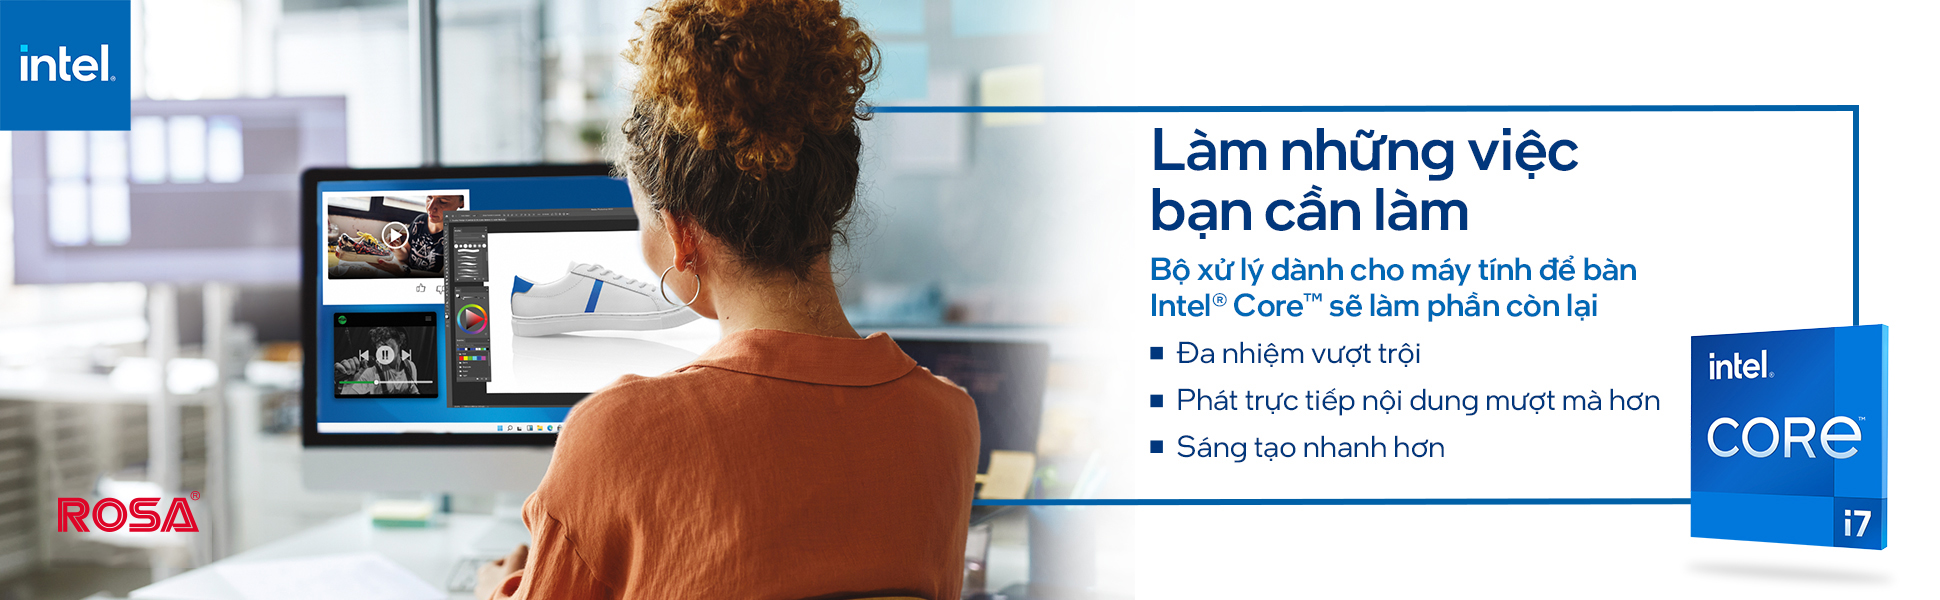 intel.
ROSA®
Làm những việc
bạn cần làm
Bộ xử lý dành cho máy tính để bàn
Intel® Core™ sẽ làm phần còn lại
▪ Đa nhiệm vượt trội
▪ Phát trực tiếp nội dung mượt mà hơn
▪ Sáng tạo nhanh hơn
intel.
CORE™
i7